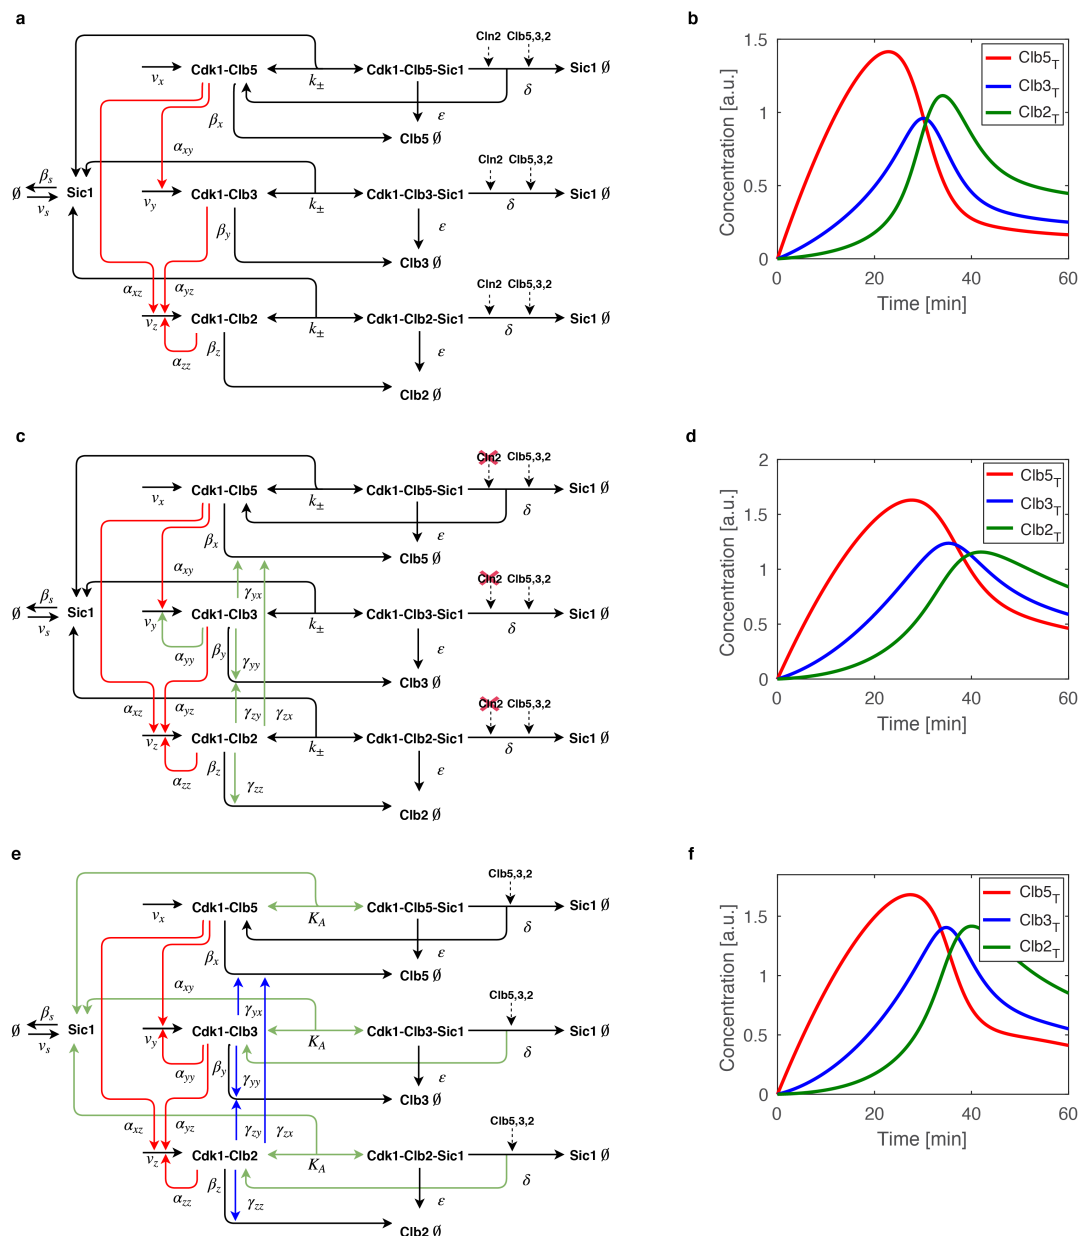 a
Cln2 Clb5,3,2
v_x Cdk1-Clb5 k_± Cdk1-Clb5-Sic1 δ Sic1 Ø
β_x ε
Clb5 Ø
α_xy
Cln2 Clb5,3,2
β_s
Ø Sic1 v_y Cdk1-Clb3 k_± Cdk1-Clb3-Sic1 δ Sic1 Ø
v_s
β_y ε
Clb3 Ø
α_xz α_yz
Cln2 Clb5,3,2
v_z Cdk1-Clb2 k_± Cdk1-Clb2-Sic1 δ Sic1 Ø
α_zz β_z ε
Clb2 Ø
b
Concentration [a.u.]
1.5
1
0.5
0
0 20 40 60
Time [min]
Clb5_T
Clb3_T
Clb2_T
c
Cln2 Clb5,3,2
v_x Cdk1-Clb5 k_± Cdk1-Clb5-Sic1 δ Sic1 Ø
β_x ε
Clb5 Ø
α_xy γ_yx
Cln2 Clb5,3,2
β_s
Ø Sic1 v_y Cdk1-Clb3 k_± Cdk1-Clb3-Sic1 δ Sic1 Ø
v_s
α_yy β_y γ_yy ε
Clb3 Ø
α_xz α_yz γ_zy γ_zx
Cln2 Clb5,3,2
v_z Cdk1-Clb2 k_± Cdk1-Clb2-Sic1 δ Sic1 Ø
α_zz β_z γ_zz ε
Clb2 Ø
d
Concentration [a.u.]
2
1.5
1
0.5
0
0 20 40 60
Time [min]
Clb5_T
Clb3_T
Clb2_T
e
Clb5,3,2
v_x Cdk1-Clb5 K_A Cdk1-Clb5-Sic1 δ Sic1 Ø
β_x ε
Clb5 Ø
α_xy γ_yx
Clb5,3,2
β_s
Ø Sic1 v_y Cdk1-Clb3 K_A Cdk1-Clb3-Sic1 δ Sic1 Ø
v_s
α_yy β_y γ_yy ε
Clb3 Ø
α_xz α_yz γ_zy γ_zx
Clb5,3,2
v_z Cdk1-Clb2 K_A Cdk1-Clb2-Sic1 δ Sic1 Ø
α_zz β_z γ_zz ε
Clb2 Ø
f
Concentration [a.u.]
1.5
1
0.5
0
0 20 40 60
Time [min]
Clb5_T
Clb3_T
Clb2_T